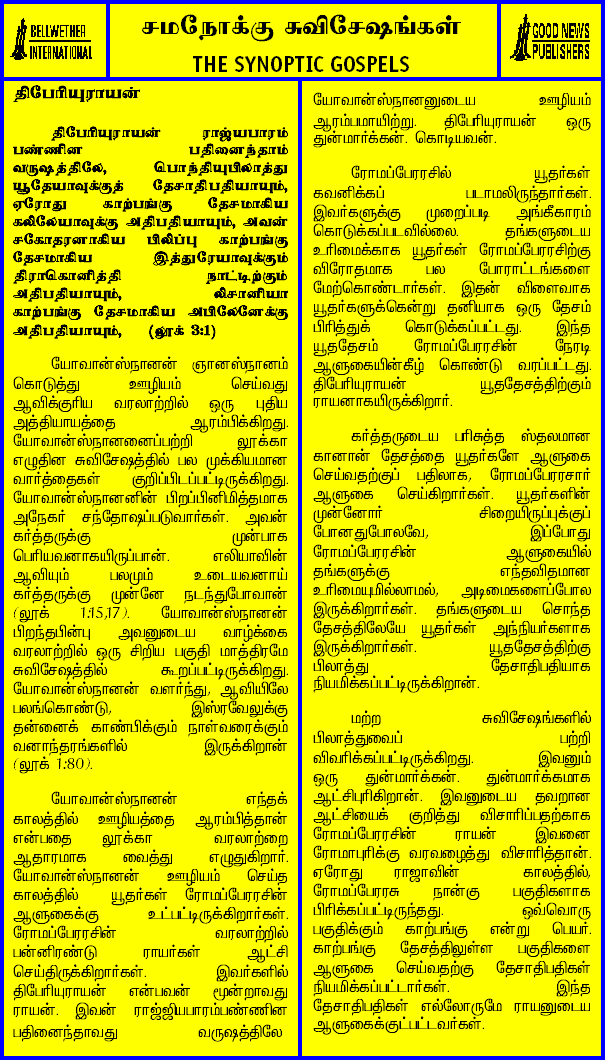 BELLWETHER
INTERNATIONAL
சமநோக்கு சுவிசேஷங்கள்
THE SYNOPTIC GOSPELS
GOOD NEWS
PUBLISHERS
திபேரியுராயன்
திபேரியுராயன் ராஜ்யபாரம்
பண்ணின பதினைந்தாம்
வருஷத்திலே, பொந்தியுபிலாத்து
யூதேயாவுக்குத் தேசாதிபதியாயும்,
ஏரோது காற்பங்கு தேசமாகிய
கலிலேயாவுக்கு அதிபதியாயும், அவன்
சகோதரனாகிய பிலிப்பு காற்பங்கு
தேசமாகிய இத்துரேயாவுக்கும்
திராகொனித்தி நாட்டிற்கும்
அதிபதியாயும், லிசானியா
காற்பங்கு தேசமாகிய அபிலேனேக்கு
அதிபதியாயும், (லூக் 3:1)
யோவான்ஸ்நானன் ஞானஸ்நானம்
கொடுத்து ஊழியம் செய்வது
ஆவிக்குரிய வரலாற்றில் ஒரு புதிய
அத்தியாயத்தை ஆரம்பிக்கிறது.
யோவான்ஸ்நானனைப்பற்றி லூக்கா
எழுதின சுவிசேஷத்தில் பல முக்கியமான
வார்த்தைகள் குறிப்பிடப்பட்டிருக்கிறது.
யோவான்ஸ்நானனின் பிறப்பினிமித்தமாக
அநேகர் சந்தோஷப்படுவார்கள். அவன்
கர்த்தருக்கு முன்பாக
பெரியவனாகயிருப்பான். எலியாவின்
ஆவியும் பலமும் உடையவனாய்
கர்த்தருக்கு முன்னே நடந்துபோவான்
(லூக் 1:15,17). யோவான்ஸ்நானன்
பிறந்தபின்பு அவனுடைய வாழ்க்கை
வரலாற்றில் ஒரு சிறிய பகுதி மாத்திரமே
சுவிசேஷத்தில் கூறப்பட்டிருக்கிறது.
யோவான்ஸ்நானன் வளர்ந்து, ஆவியிலே
பலங்கொண்டு, இஸ்ரவேலுக்கு
தன்னைக் காண்பிக்கும் நாள்வரைக்கும்
வனாந்தரங்களில் இருக்கிறான்
(லூக் 1:80).
யோவான்ஸ்நானன் எந்தக்
காலத்தில் ஊழியத்தை ஆரம்பித்தான்
என்பதை லூக்கா வரலாற்றை
ஆதாரமாக வைத்து எழுதுகிறார்.
யோவான்ஸ்நானன் ஊழியம் செய்த
காலத்தில் யூதர்கள் ரோமப்பேரரசின்
ஆளுகைக்கு உட்பட்டிருக்கிறார்கள்.
ரோமப்பேரரசின் வரலாற்றில்
பன்னிரண்டு ராயர்கள் ஆட்சி
செய்திருக்கிறார்கள். இவர்களில்
திபேரியுராயன் என்பவன் மூன்றாவது
ராயன். இவன் ராஜ்ஜியபாரம்பண்ணின
பதினைந்தாவது வருஷத்திலே
யோவான்ஸ்நானனுடைய ஊழியம்
ஆரம்பமாயிற்று. திபேரியுராயன் ஒரு
துன்மார்க்கன். கொடியவன்.
ரோமப்பேரரசில் யூதர்கள்
கவனிக்கப் படாமலிருந்தார்கள்.
இவர்களுக்கு முறைப்படி அங்கீகாரம்
கொடுக்கப்படவில்லை. தங்களுடைய
உரிமைக்காக யூதர்கள் ரோமப்பேரரசிற்கு
விரோதமாக பல போராட்டங்களை
மேற்கொண்டார்கள். இதன் விளைவாக
யூதர்களுக்கென்று தனியாக ஒரு தேசம்
பிரித்துக் கொடுக்கப்பட்டது. இந்த
யூததேசம் ரோமப்பேரரசின் நேரடி
ஆளுகையின்கீழ் கொண்டு வரப்பட்டது.
திபேரியுராயன் யூததேசத்திற்கும்
ராயனாகயிருக்கிறார்.
கர்த்தருடைய பரிசுத்த ஸ்தலமான
கானான் தேசத்தை யூதர்களே ஆளுகை
செய்வதற்குப் பதிலாக, ரோமப்பேரரசார்
ஆளுகை செய்கிறார்கள். யூதர்களின்
முன்னோர் சிறையிருப்புக்குப்
போனதுபோலவே, இப்போது
ரோமப்பேரரசின் ஆளுகையில்
தங்களுக்கு எந்தவிதமான
உரிமையுமில்லாமல், அடிமைகளைப்போல
இருக்கிறார்கள். தங்களுடைய சொந்த
தேசத்திலேயே யூதர்கள் அந்நியர்களாக
இருக்கிறார்கள். யூததேசத்திற்கு
பிலாத்து தேசாதிபதியாக
நியமிக்கப்பட்டிருக்கிறான்.
மற்ற சுவிசேஷங்களில்
பிலாத்துவைப் பற்றி
விவரிக்கப்பட்டிருக்கிறது. இவனும்
ஒரு துன்மார்க்கன். துன்மார்க்கமாக
ஆட்சிபுரிகிறான். இவனுடைய தவறான
ஆட்சியைக் குறித்து விசாரிப்பதற்காக
ரோமப்பேரரசின் ராயன் இவனை
ரோமாபுரிக்கு வரவழைத்து விசாரித்தான்.
ஏரோது ராஜாவின் காலத்தில்,
ரோமப்பேரரசு நான்கு பகுதிகளாக
பிரிக்கப்பட்டிருந்தது. ஒவ்வொரு
பகுதிக்கும் காற்பங்கு என்று பெயர்.
காற்பங்கு தேசத்திலுள்ள பகுதிகளை
ஆளுகை செய்வதற்கு தேசாதிபதிகள்
நியமிக்கப்பட்டார்கள். இந்த
தேசாதிபதிகள் எல்லோருமே ராயனுடைய
ஆளுகைக்குட்பட்டவர்கள்.